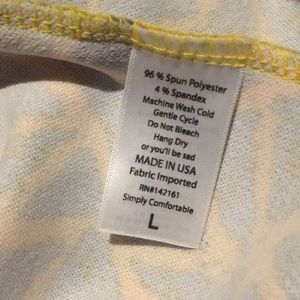 96 % Spun Polyester
4 % Spandex
Machine Wash Cold
Gentle Cycle
Do Not Bleach
Hang Dry
or you'll be sad
MADE IN USA
Fabric Imported
RN#142161
Simply Comfortable
L